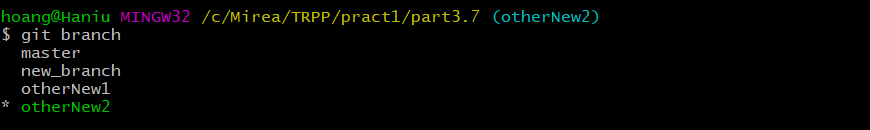 hoang@Haniu MINGW32 /c/Mirea/TRPP/pract1/part3.7 (otherNew2)
$ git branch
  master
  new_branch
  otherNew1
* otherNew2